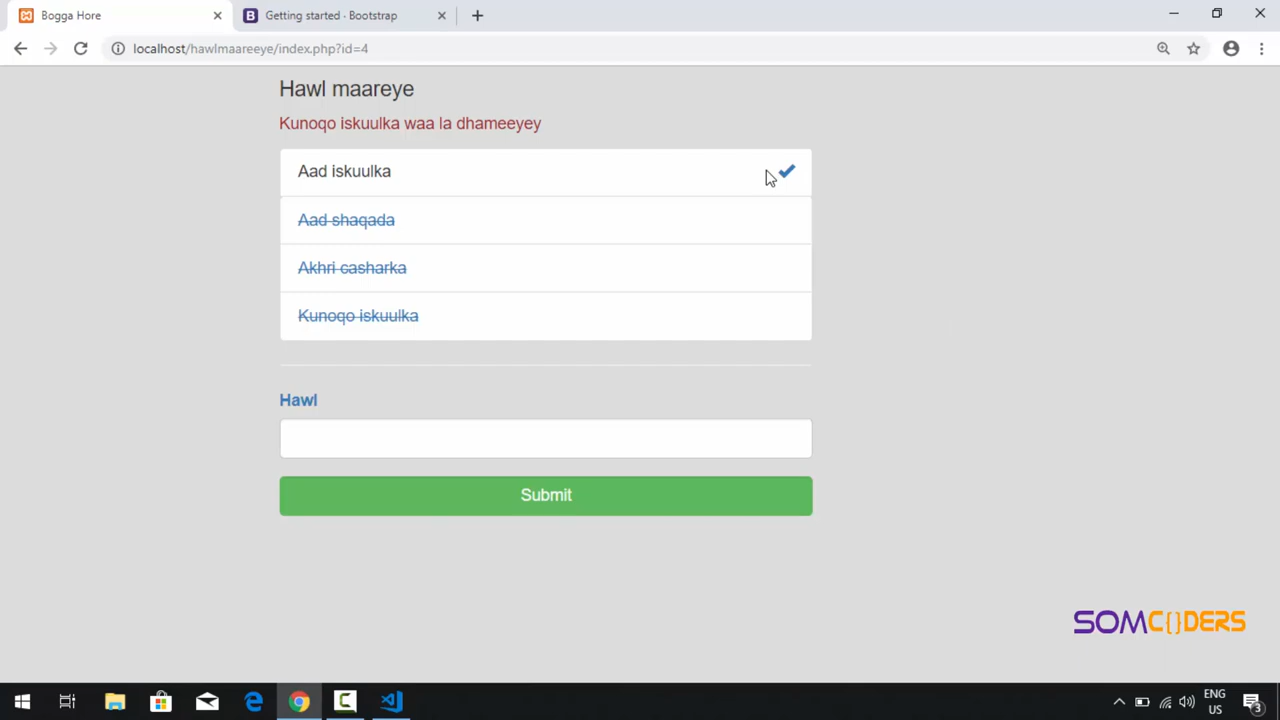 Bogga Hore
Getting started · Bootstrap
localhost/hawlmaareeye/index.php?id=4
Hawl maareye
Kunoqo iskuulka waa la dhameeyey
Aad iskuulka
Aad shaqada
Akhri casharka
Kunoqo iskuulka
Hawl
Submit
SOMC{}DERS
ENG
US
3